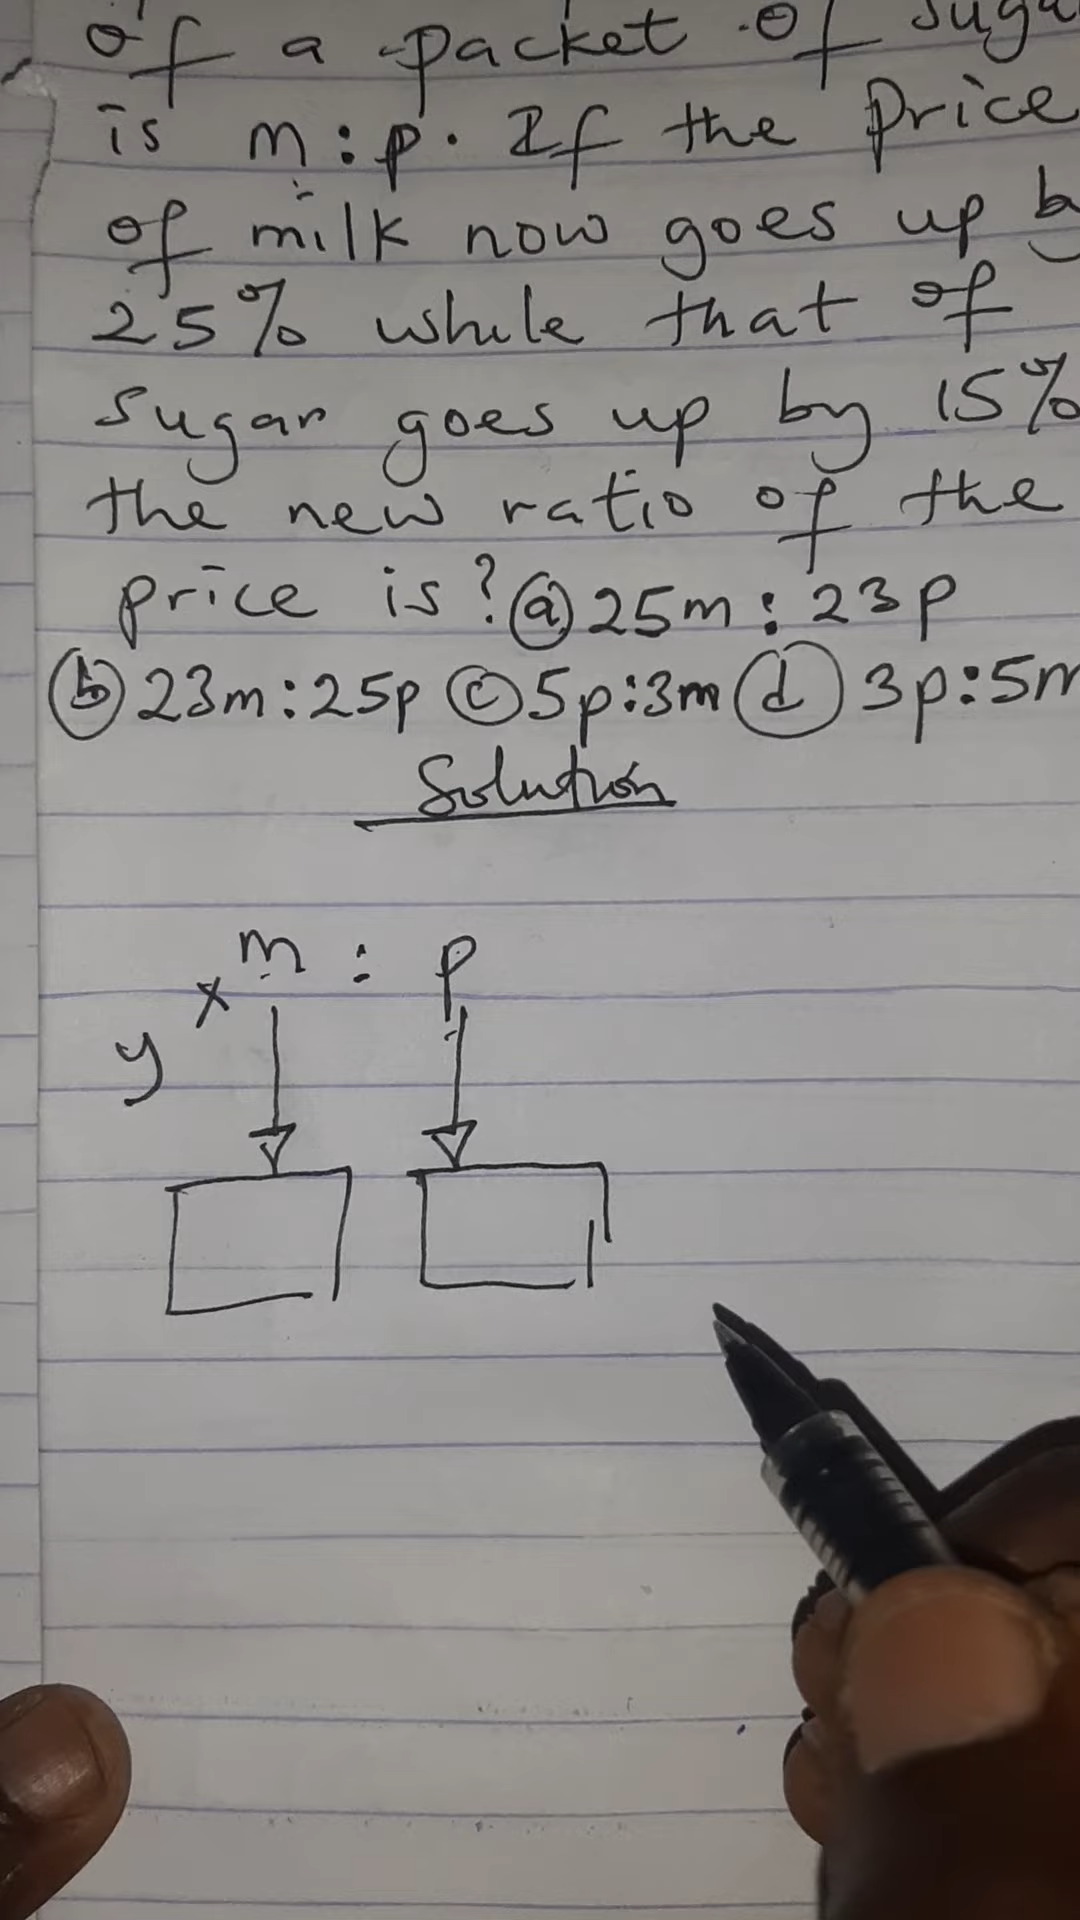 of a packet of suga
is m:p. If the Price
of milk now goes up b
25% while that of
sugar goes up by 15%
the new ratio of the
price is? (a) 25m : 23p
(b) 23m:25p (c) 5p:3m (d) 3p:5m
Solution
m : p
x
y